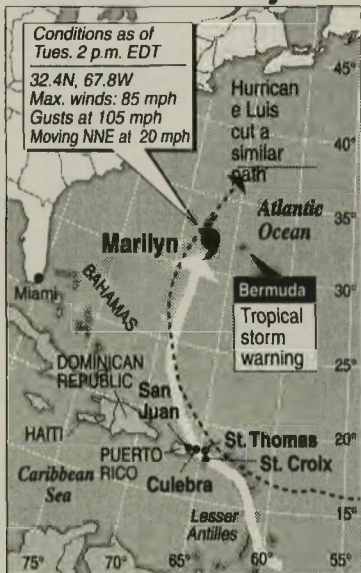 Conditions as of
Tues. 2 p.m. EDT
32.4N, 67.8W
Max. winds: 85 mph
Gusts at 105 mph
Moving NNE at 20 mph
Hurrican
e Luis
cut a
similar
path
40°
Atlantic
Ocean
35°
Marilyn
30°
Miami
BAHAMAS
Bermuda
Tropical
storm
warning
25°
DOMINICAN
REPUBLIC
San
Juan
20°
HAITI
PUERTO
RICO
St. Thomas
St. Croix
Caribbean
Sea
Culebra
15°
Lesser
Antilles
75°
70°
65°
60°
55°